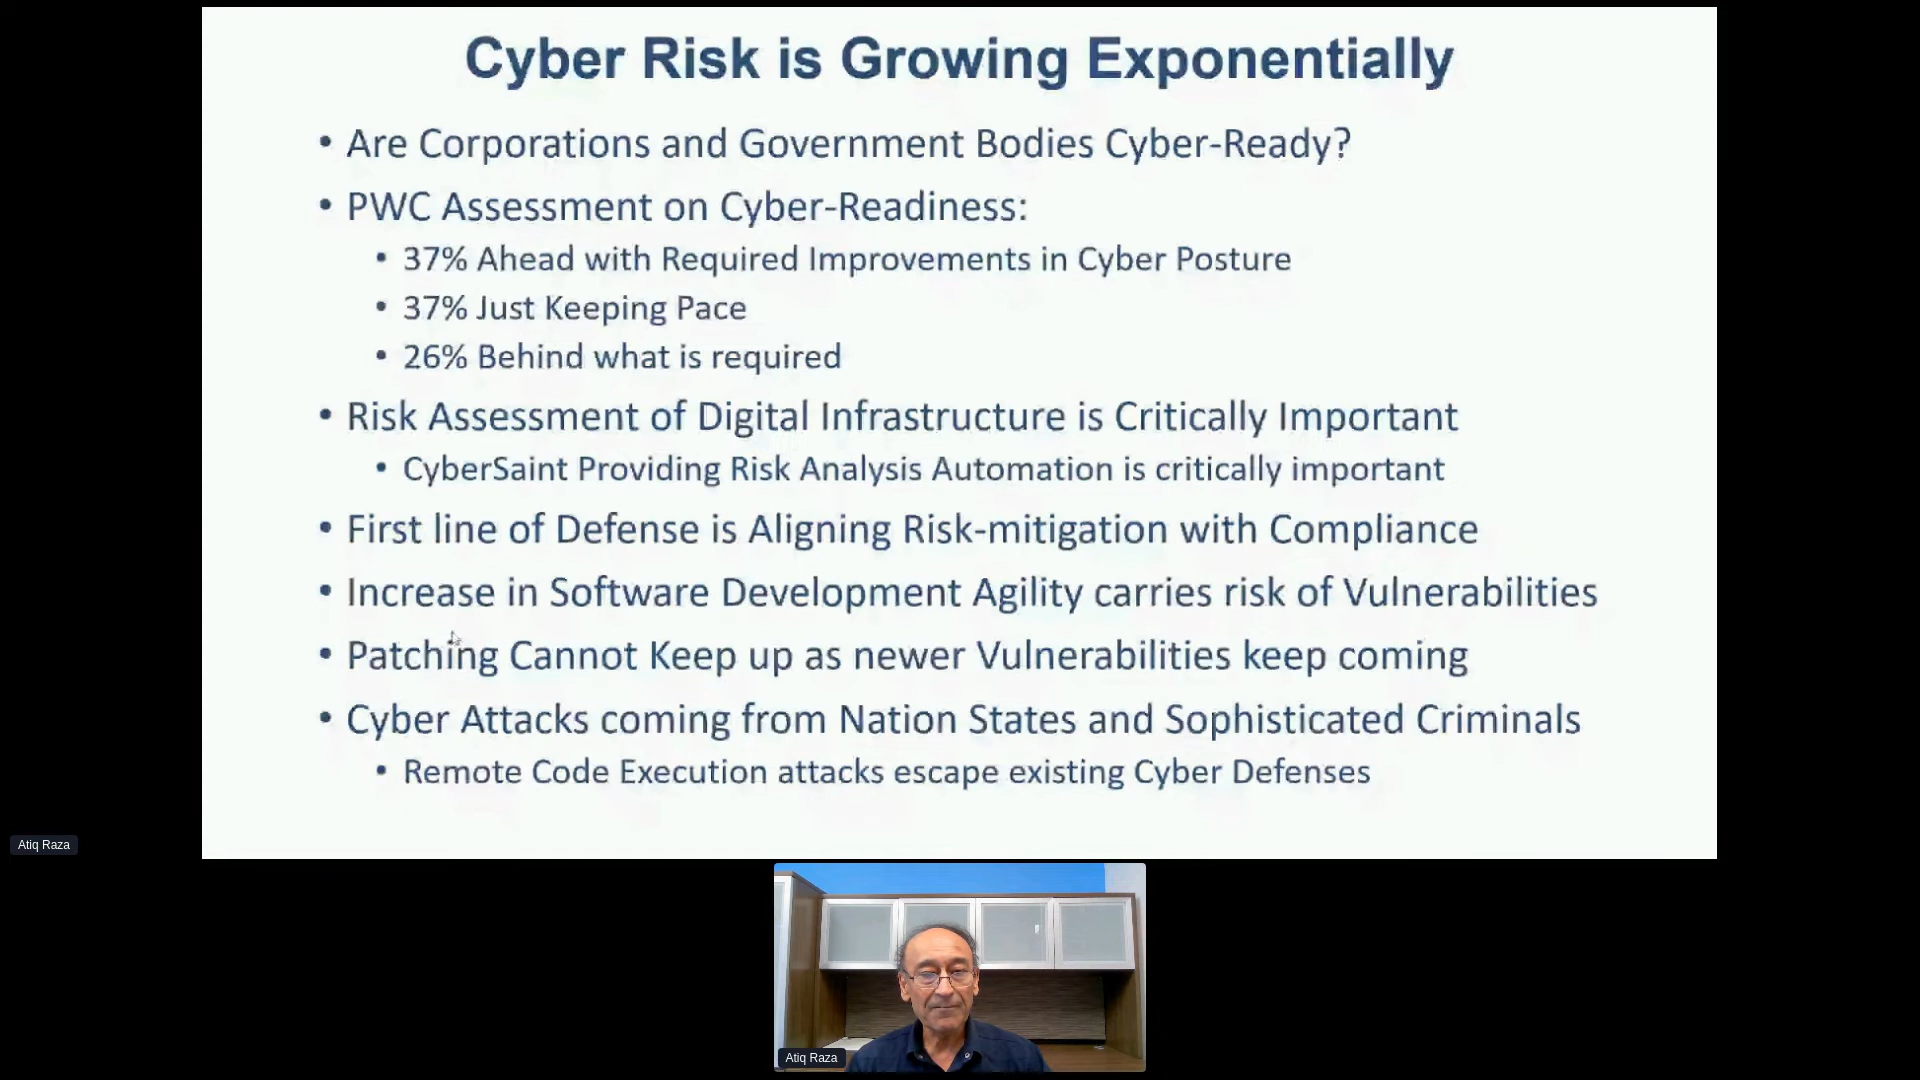 Cyber Risk is Growing Exponentially
• Are Corporations and Government Bodies Cyber-Ready?
• PWC Assessment on Cyber-Readiness:
• 37% Ahead with Required Improvements in Cyber Posture
• 37% Just Keeping Pace
• 26% Behind what is required
• Risk Assessment of Digital Infrastructure is Critically Important
• CyberSaint Providing Risk Analysis Automation is critically important
• First line of Defense is Aligning Risk-mitigation with Compliance
• Increase in Software Development Agility carries risk of Vulnerabilities
• Patching Cannot Keep up as newer Vulnerabilities keep coming
• Cyber Attacks coming from Nation States and Sophisticated Criminals
• Remote Code Execution attacks escape existing Cyber Defenses
Atiq Raza
Atiq Raza